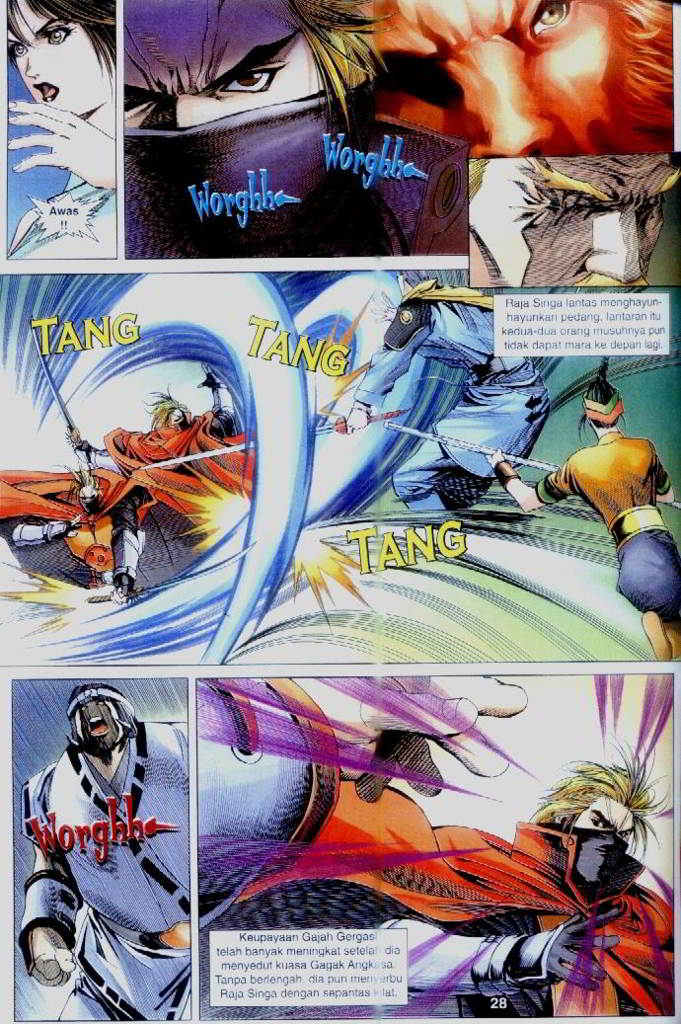 Awas
!!
Worghh
Worghh
Raja Singa lantas menghayun-
hayunkan pedang, lantaran itu
kedua-dua orang musuhnya pun
tidak dapat mara ke depan lagi.
TANG
TANG
TANG
Worghh
Keupayaan Gajah Gergasi
telah banyak meningkat setelah dia
menyedut kuasa Gagak Angkasa.
Tanpa berlengah, dia pun menyerbu
Raja Singa dengan sepantas kilat.
28